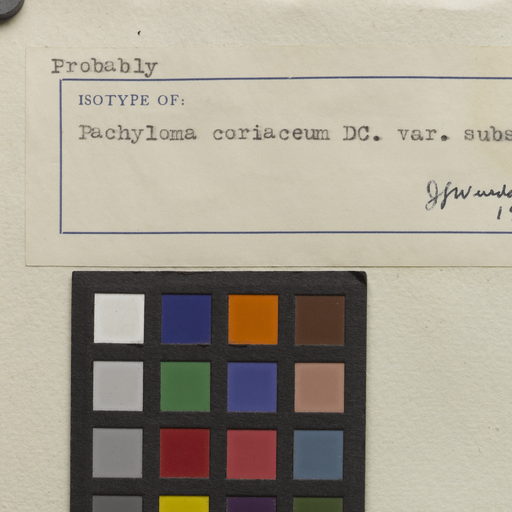 Probably
ISOTYPE OF:
Pachyloma coriaceum DC. var. subs